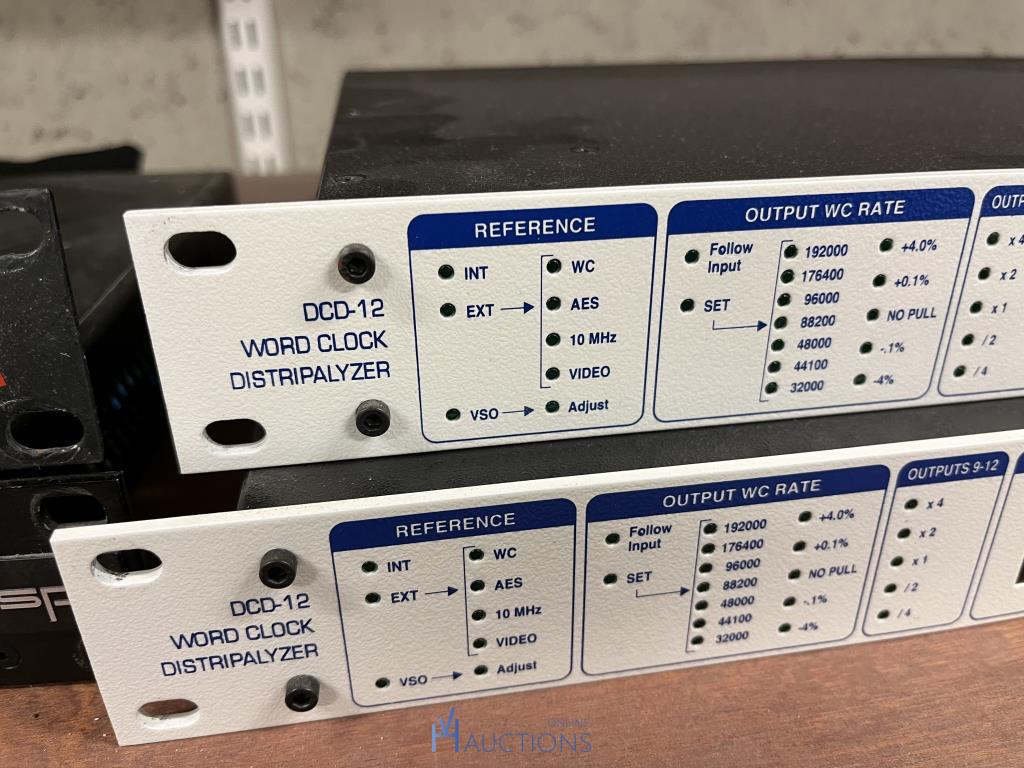 DCD-12
WORD CLOCK
DISTRIPALYZER
REFERENCE
INT
EXT
VSO
WC
AES
10 MHz
VIDEO
Adjust
OUTPUT WC RATE
Follow
Input
SET
192000
176400
96000
88200
48000
44100
32000
+4.0%
+0.1%
NO PULL
-.1%
-4%
OUTP
x 4
x 2
x 1
/ 2
/ 4
DCD-12
WORD CLOCK
DISTRIPALYZER
REFERENCE
INT
EXT
VSO
WC
AES
10 MHz
VIDEO
Adjust
OUTPUT WC RATE
Follow
Input
SET
192000
176400
96000
88200
48000
44100
32000
+4.0%
+0.1%
NO PULL
-.1%
-4%
OUTPUTS 9-12
x 4
x 2
x 1
/ 2
/ 4
ONLINE
AUCTIONS